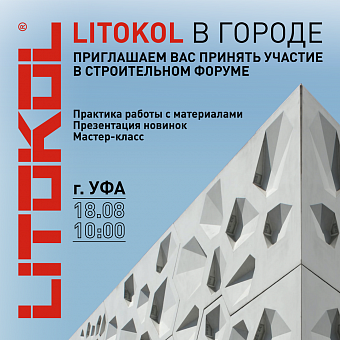 LITOKOL®
LITOKOL В ГОРОДЕ
ПРИГЛАШАЕМ ВАС ПРИНЯТЬ УЧАСТИЕ
В СТРОИТЕЛЬНОМ ФОРУМЕ
Практика работы с материалами
Презентация новинок
Мастер-класс
г. УФА
18.08
10:00